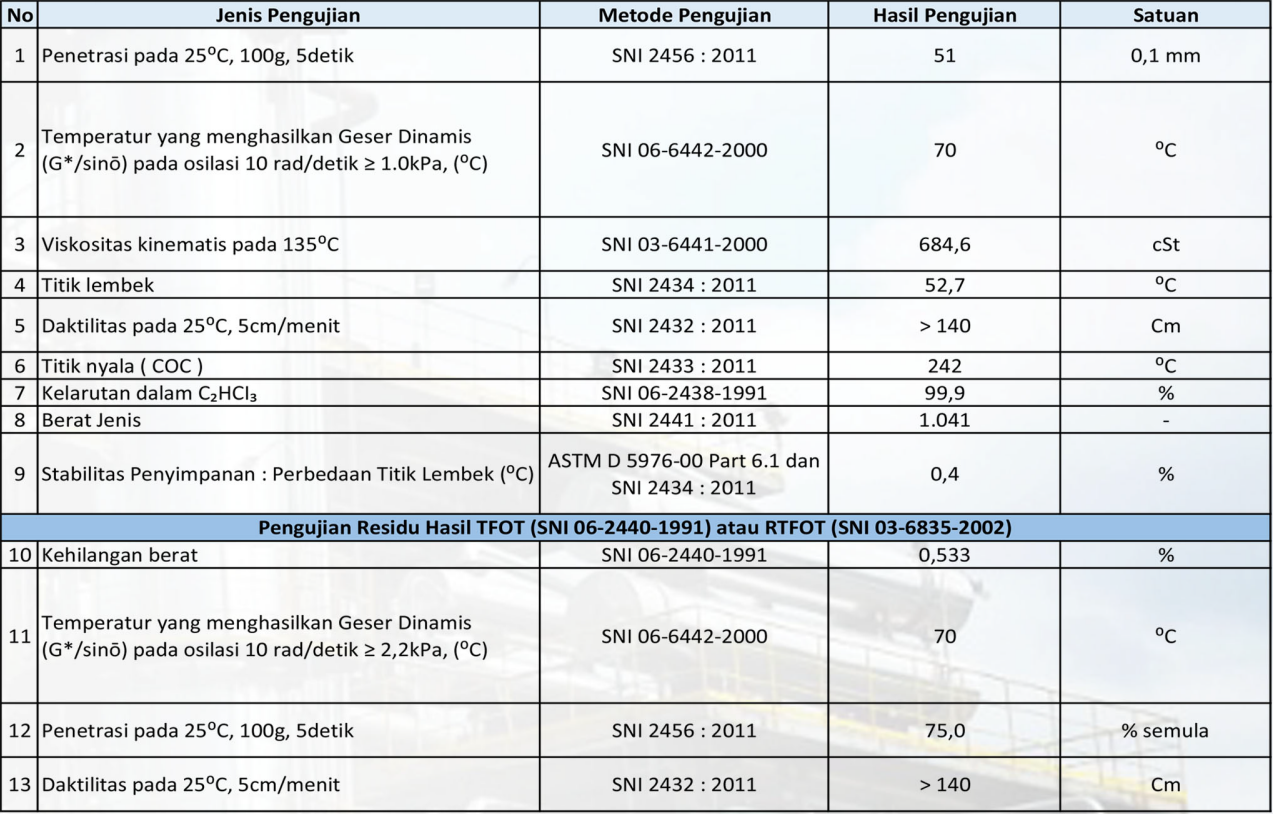 No Jenis Pengujian Metode Pengujian Hasil Pengujian Satuan
1 Penetrasi pada 25⁰C, 100g, 5detik SNI 2456 : 2011 51 0,1 mm
2 Temperatur yang menghasilkan Geser Dinamis
(G*/sinō) pada osilasi 10 rad/detik ≥ 1.0kPa, (⁰C) SNI 06-6442-2000 70 ⁰C
3 Viskositas kinematis pada 135⁰C SNI 03-6441-2000 684,6 cSt
4 Titik lembek SNI 2434 : 2011 52,7 ⁰C
5 Daktilitas pada 25⁰C, 5cm/menit SNI 2432 : 2011 > 140 Cm
6 Titik nyala ( COC ) SNI 2433 : 2011 242 ⁰C
7 Kelarutan dalam C₂HCl₃ SNI 06-2438-1991 99,9 %
8 Berat Jenis SNI 2441 : 2011 1.041 -
9 Stabilitas Penyimpanan : Perbedaan Titik Lembek (⁰C) ASTM D 5976-00 Part 6.1 dan
SNI 2434 : 2011 0,4 %
Pengujian Residu Hasil TFOT (SNI 06-2440-1991) atau RTFOT (SNI 03-6835-2002)
10 Kehilangan berat SNI 06-2440-1991 0,533 %
11 Temperatur yang menghasilkan Geser Dinamis
(G*/sinō) pada osilasi 10 rad/detik ≥ 2,2kPa, (⁰C) SNI 06-6442-2000 70 ⁰C
12 Penetrasi pada 25⁰C, 100g, 5detik SNI 2456 : 2011 75,0 % semula
13 Daktilitas pada 25⁰C, 5cm/menit SNI 2432 : 2011 > 140 Cm